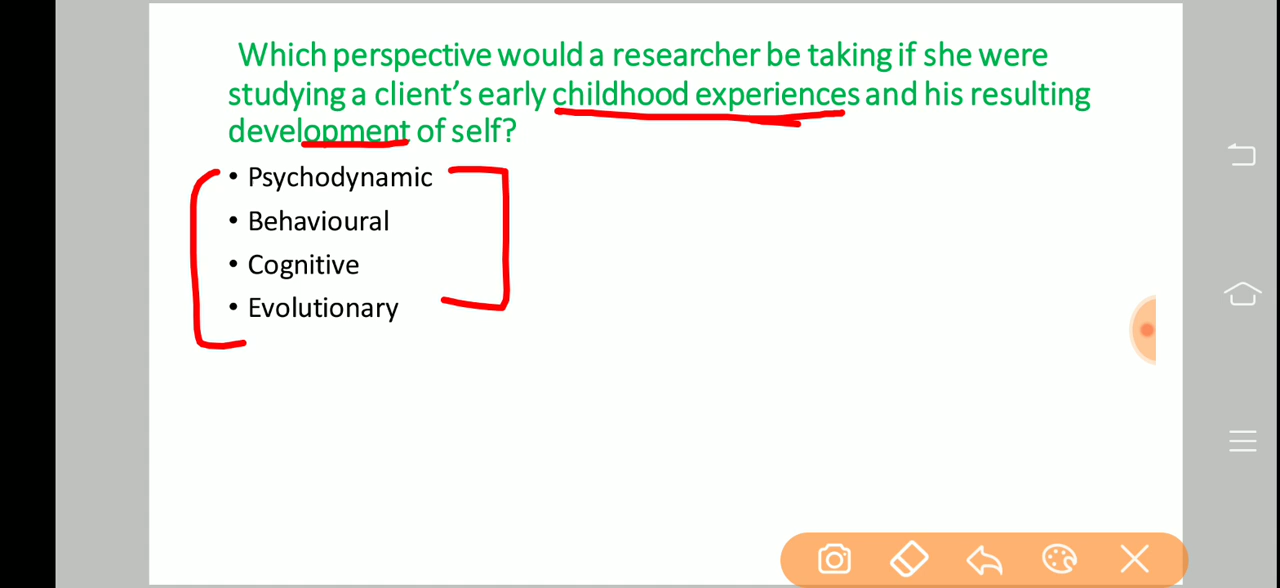 Which perspective would a researcher be taking if she were
studying a client's early childhood experiences and his resulting
development of self?
• Psychodynamic
• Behavioural
• Cognitive
• Evolutionary